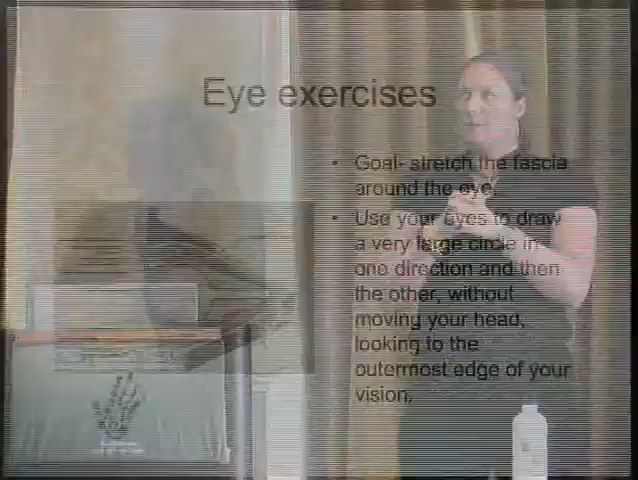 Eye exercises
• Goal- stretch the fascia
around the eye.
• Use your eyes to draw
a very large circle in
one direction and then
the other, without
moving your head,
looking to the
outermost edge of your
vision.